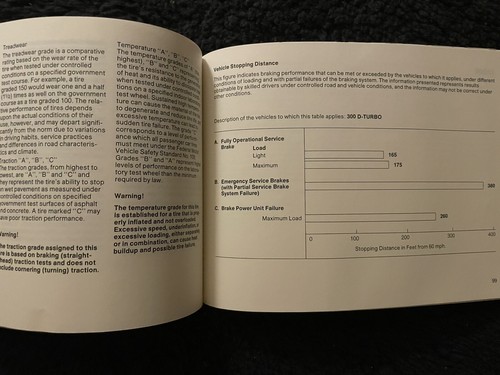 Treadwear
The treadwear grade is a comparative
rating based on the wear rate of the
tire when tested under controlled
conditions on a specified government
test course. For example, a tire
graded 150 would wear one and a half
(1½) times as well on the government
course as a tire graded 100. The rela-
tive performance of tires depends
upon the actual conditions of their
use, however, and may depart signifi-
cantly from the norm due to variations
in driving habits, service practices
and differences in road characteris-
tics and climate.
Traction "A", "B", "C"
The traction grades, from highest to
lowest, are "A", "B" and "C" and
they represent the tire's ability to stop
on wet pavement as measured under
controlled conditions on specified
government test surfaces of asphalt
and concrete. A tire marked "C" may
have poor traction performance.
Warning!
The traction grade assigned to this
tire is based on braking (straight-
ahead) traction tests and does not
include cornering (turning) traction.
Temperature "A", "B", "C"
The temperature grades are
highest), "B" and "C", representing
the tire's resistance to the generation
of heat and its ability to
when tested under controlled
tions on a specified indoor
test wheel. Sustained high
ture can cause the material
to degenerate and reduce tire
excessive temperature can
sudden tire failure. The grade "C"
corresponds to a level of
ance which all passenger car tires
must meet under the Federal Motor
Vehicle Safety Standard No. 109.
Grades "B" and "A" represent higher
levels of performance on the labora-
tory test wheel than the minimum
required by law.
Warning!
The temperature grade for this tire
is established for a tire that is prop-
erly inflated and not overloaded.
Excessive speed, underinflation, or
excessive loading, either separately
or in combination, can cause heat
buildup and possible tire failure.
Vehicle Stopping Distance
This figure indicates braking performance that can be met or exceeded by the vehicles to which it applies, under different
conditions of loading and with partial failures of the braking system. The information presented represents results
obtainable by skilled drivers under controlled road and vehicle conditions, and the information may not be correct under
other conditions.
Description of the vehicles to which this table applies: 300 D-TURBO
A. Fully Operational Service
Brake Load
Light 165
Maximum 175
B. Emergency Service Brakes
(with Partial Service Brake
System Failure)
C. Brake Power Unit Failure
Maximum Load
0 100 200 300 400
Stopping Distance in Feet from 60 mph.